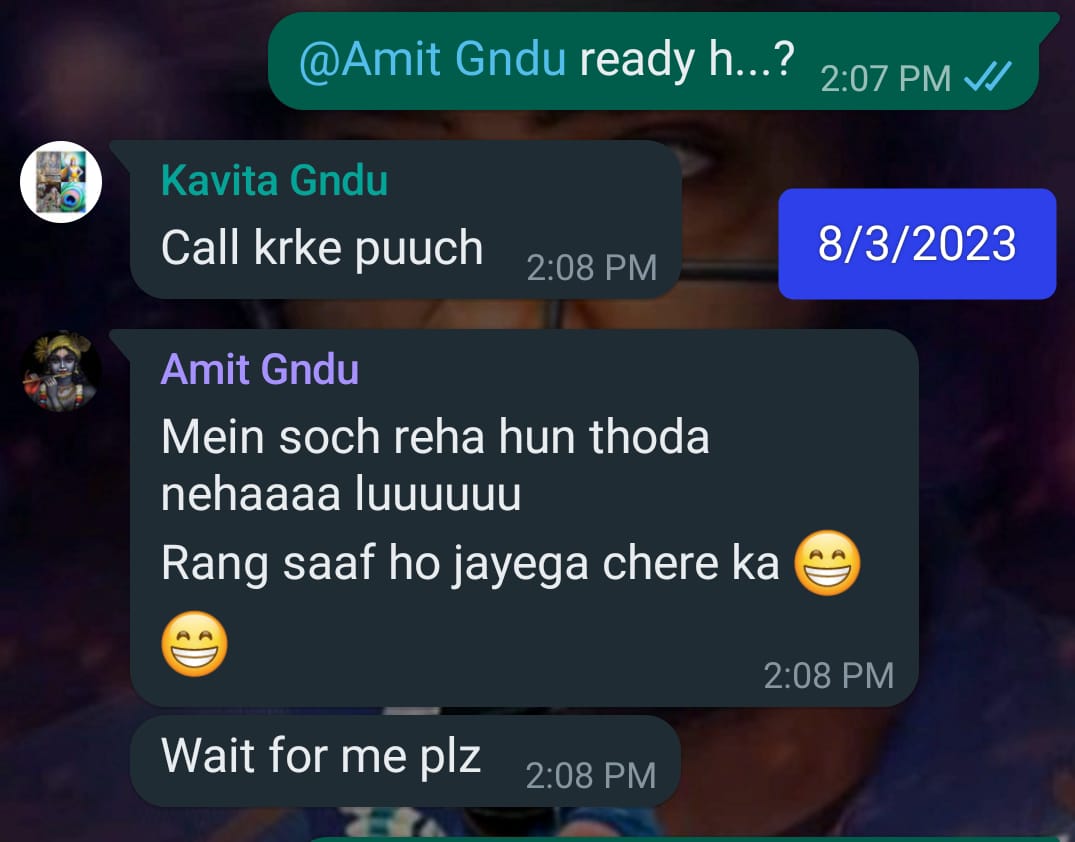 @Amit Gndu ready h...? 2:07 PM
Kavita Gndu
Call krke puuch 2:08 PM
8/3/2023
Amit Gndu
Mein soch reha hun thoda
nehaaaa luuuuuu
Rang saaf ho jayega chere ka 😁
😁
2:08 PM
Wait for me plz 2:08 PM